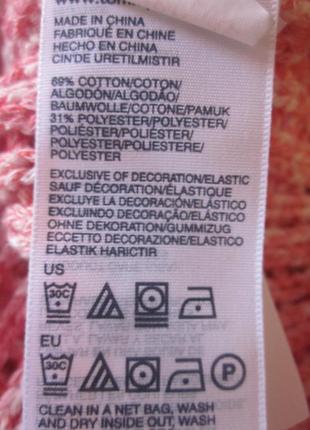 MADE IN CHINA
FABRIQUÉ EN CHINE
HECHO EN CHINA
CIN'DE URETILMISTIR
69% COTTON/COTON/
ALGODÓN/ALGODÃO/
BAUMWOLLE/COTONE/PAMUK
31% POLYESTER/POLYESTER/
POLIÉSTER/POLIÉSTER/
POLYESTER/POLIESTERE/
POLYESTER
EXCLUSIVE OF DECORATION/ELASTIC
SAUF DÉCORATION/ÉLASTIQUE
EXCLUYE LA DECORACIÓN/ELÁSTICO
EXCLUINDO DECORAÇÃO/ELÁSTICO
OHNE DEKORATION/GUMMIZUG
ECCETTO DECORAZIONE/ELASTICO
ELASTIK HARICTIR
US
30C
EU
30C P
CLEAN IN A NET BAG, WASH
AND DRY INSIDE OUT, WASH